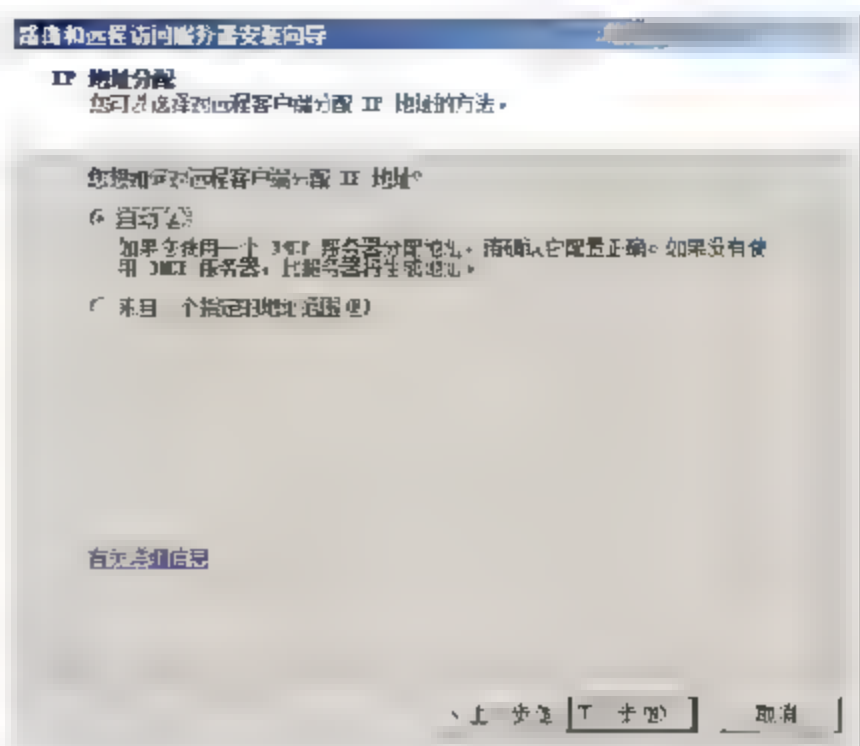 路由和远程访问服务器安装向导
IP 地址分配
您可以选择对远程客户端分配 IP 地址的方法。
您想如何对远程客户端分配 IP 地址?
自动(A)
如果您使用一个 DHCP 服务器分配地址，请确认它配置正确。如果没有使
用 DHCP 服务器，此服务器将生成地址。
来自一个指定的地址范围(F)
有关详细信息
< 上一步(B)
下一步(N) >
取消